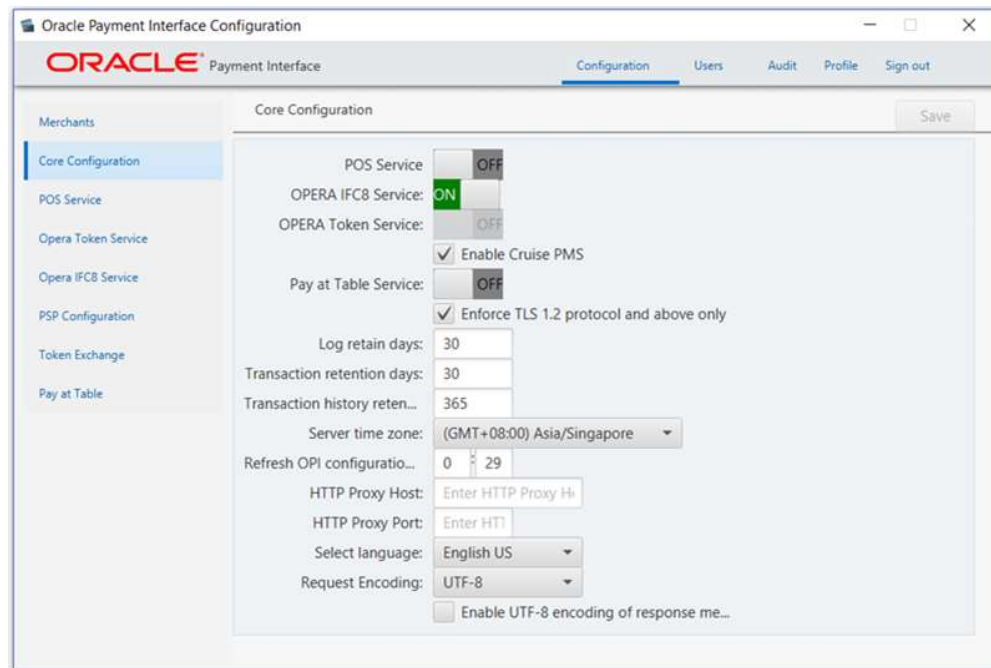 Oracle Payment Interface Configuration
ORACLE Payment Interface
Configuration Users Audit Profile Sign out
Merchants
Core Configuration
POS Service
Opera Token Service
Opera IFC8 Service
PSP Configuration
Token Exchange
Pay at Table
Core Configuration
Save
POS Service OFF
OPERA IFC8 Service: ON
OPERA Token Service: OFF
Enable Cruise PMS
Pay at Table Service: OFF
Enforce TLS 1.2 protocol and above only
Log retain days: 30
Transaction retention days: 30
Transaction history reten... 365
Server time zone: (GMT+08:00) Asia/Singapore
Refresh OPI configuratio... 0 : 29
HTTP Proxy Host: Enter HTTP Proxy H
HTTP Proxy Port: Enter HTT
Select language: English US
Request Encoding: UTF-8
Enable UTF-8 encoding of response me...